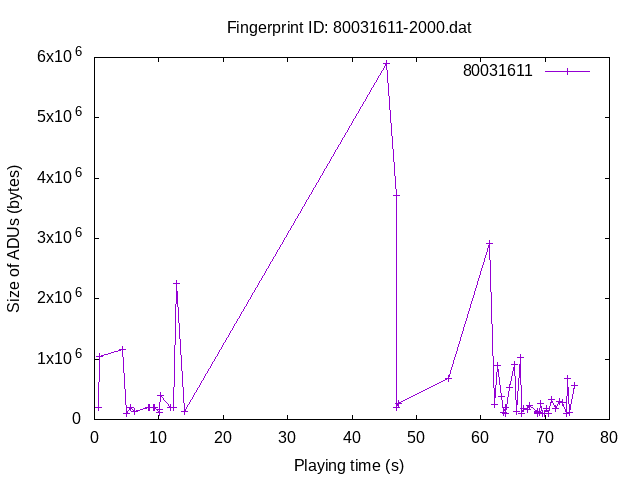 Fingerprint ID: 80031611-2000.dat
80031611
Size of ADUs (bytes)
6x10^6
5x10^6
4x10^6
3x10^6
2x10^6
1x10^6
0
0 10 20 30 40 50 60 70 80
Playing time (s)